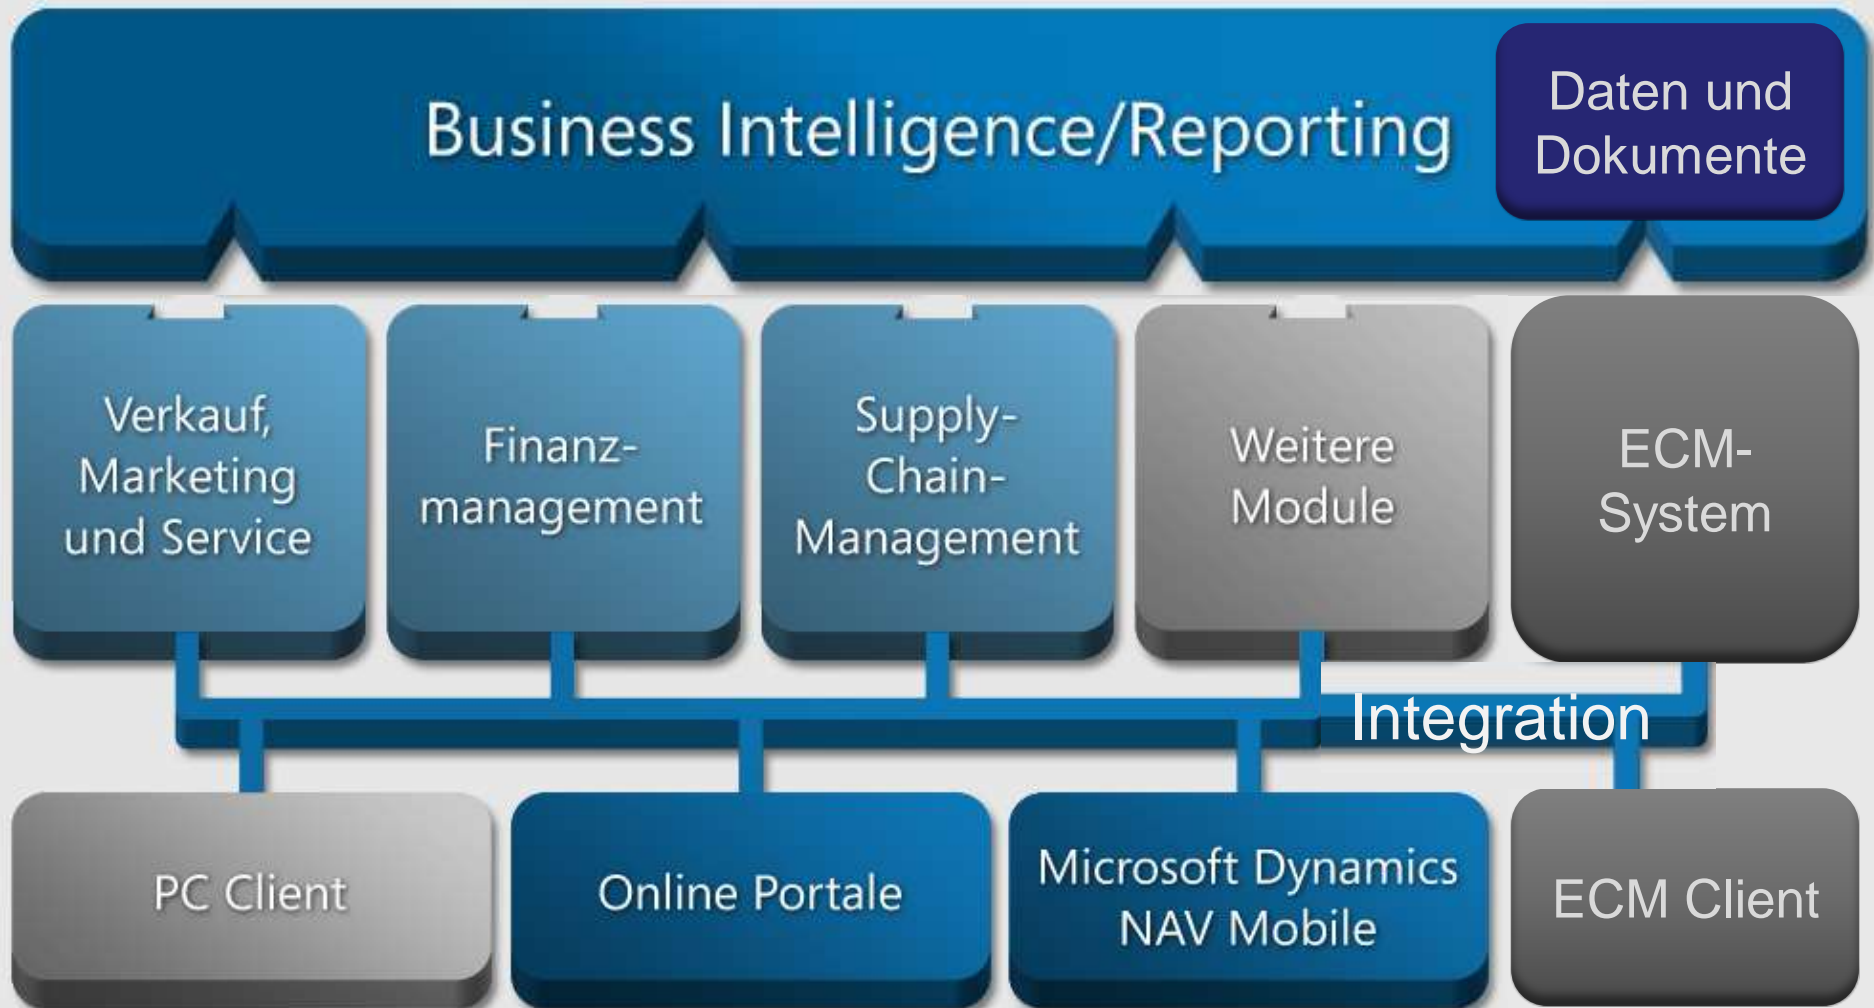 Business Intelligence/Reporting
Daten und
Dokumente
Verkauf,
Marketing
und Service
Finanz-
management
Supply-
Chain-
Management
Weitere
Module
ECM-
System
Integration
PC Client
Online Portale
Microsoft Dynamics
NAV Mobile
ECM Client